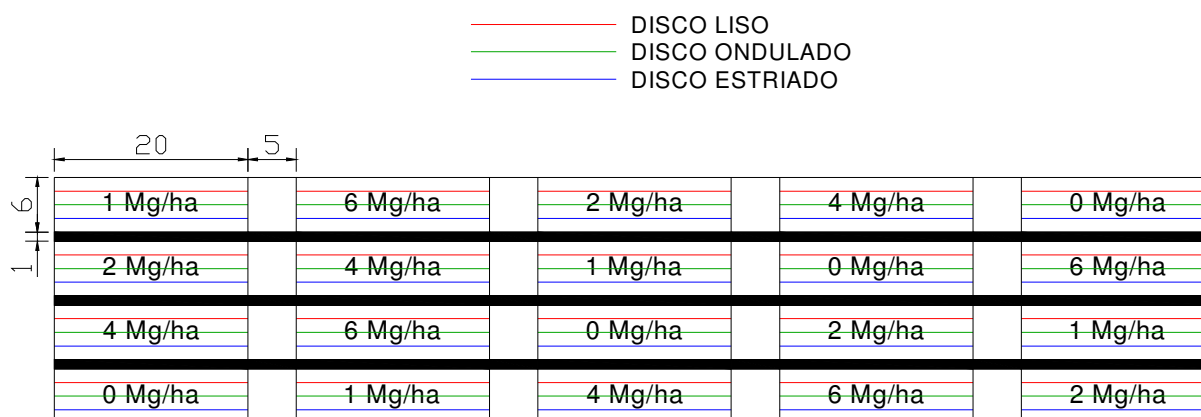 DISCO LISO
DISCO ONDULADO
DISCO ESTRIADO
20 5
6
1 Mg/ha 6 Mg/ha 2 Mg/ha 4 Mg/ha 0 Mg/ha
1
2 Mg/ha 4 Mg/ha 1 Mg/ha 0 Mg/ha 6 Mg/ha
4 Mg/ha 6 Mg/ha 0 Mg/ha 2 Mg/ha 1 Mg/ha
0 Mg/ha 1 Mg/ha 4 Mg/ha 6 Mg/ha 2 Mg/ha